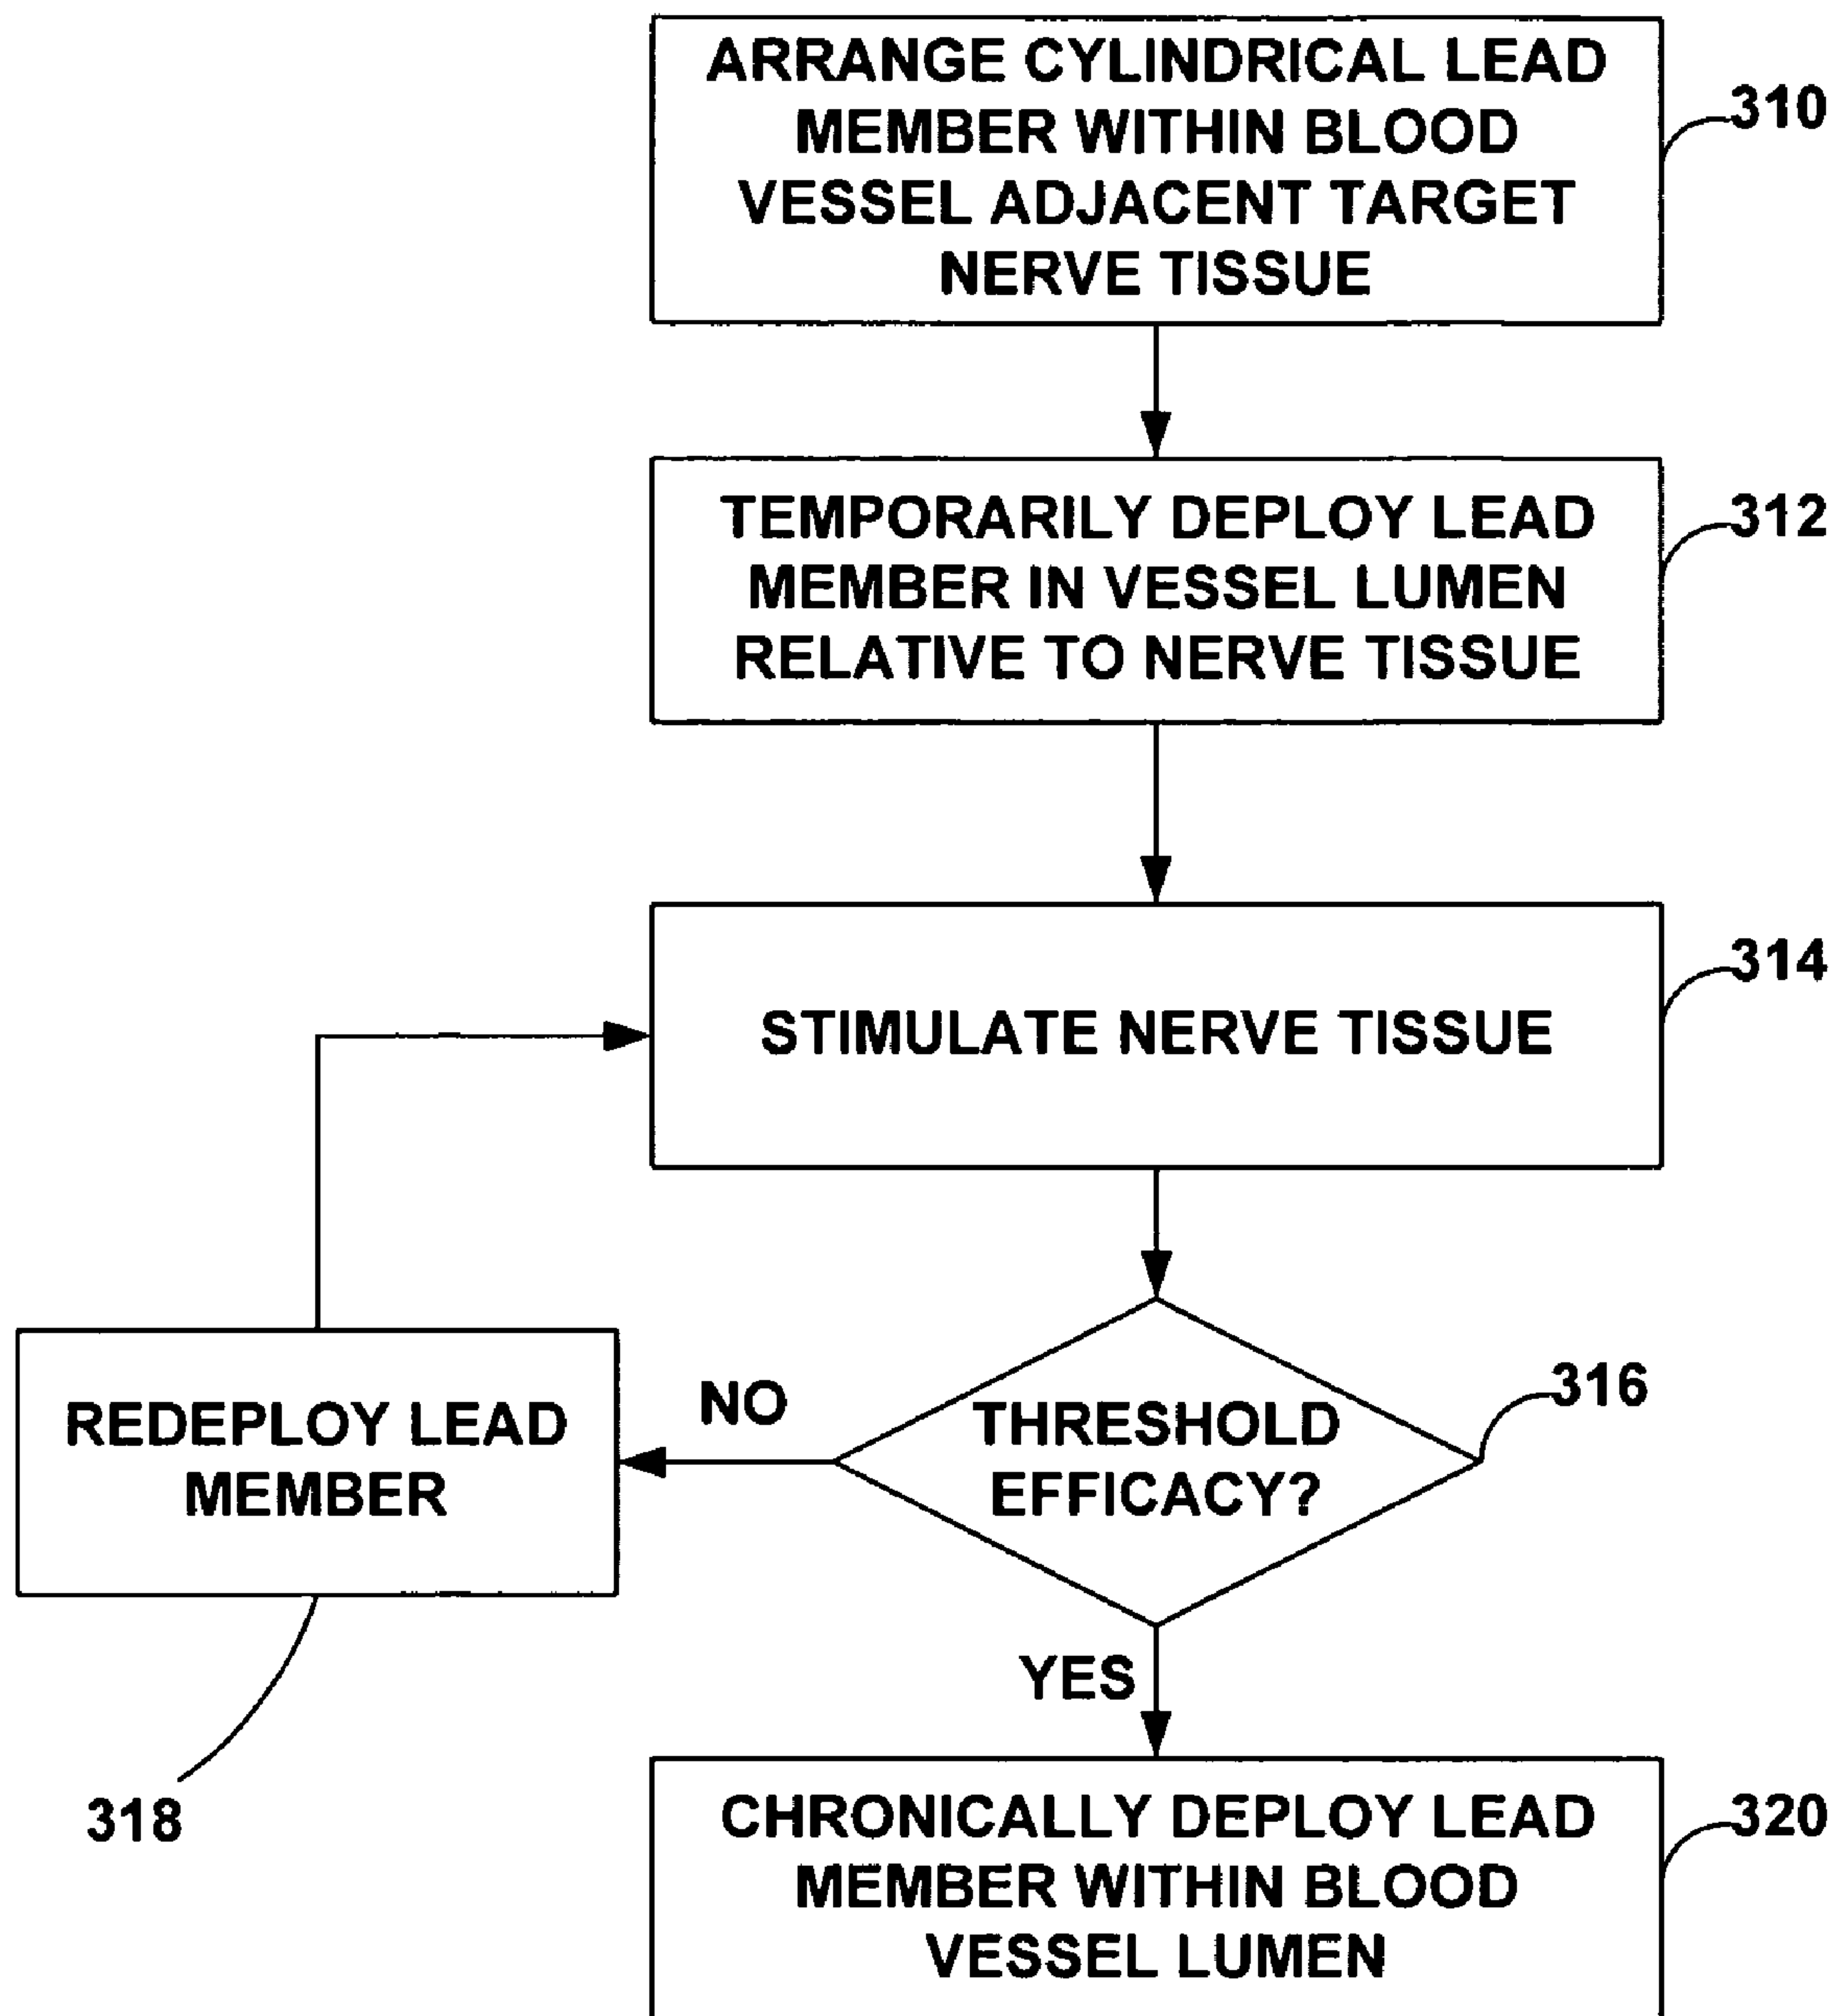 ARRANGE CYLINDRICAL LEAD
MEMBER WITHIN BLOOD
VESSEL ADJACENT TARGET
NERVE TISSUE
310
TEMPORARILY DEPLOY LEAD
MEMBER IN VESSEL LUMEN
RELATIVE TO NERVE TISSUE
312
STIMULATE NERVE TISSUE
314
THRESHOLD
EFFICACY?
316
NO
REDEPLOY LEAD
MEMBER
318
YES
CHRONICALLY DEPLOY LEAD
MEMBER WITHIN BLOOD
VESSEL LUMEN
320